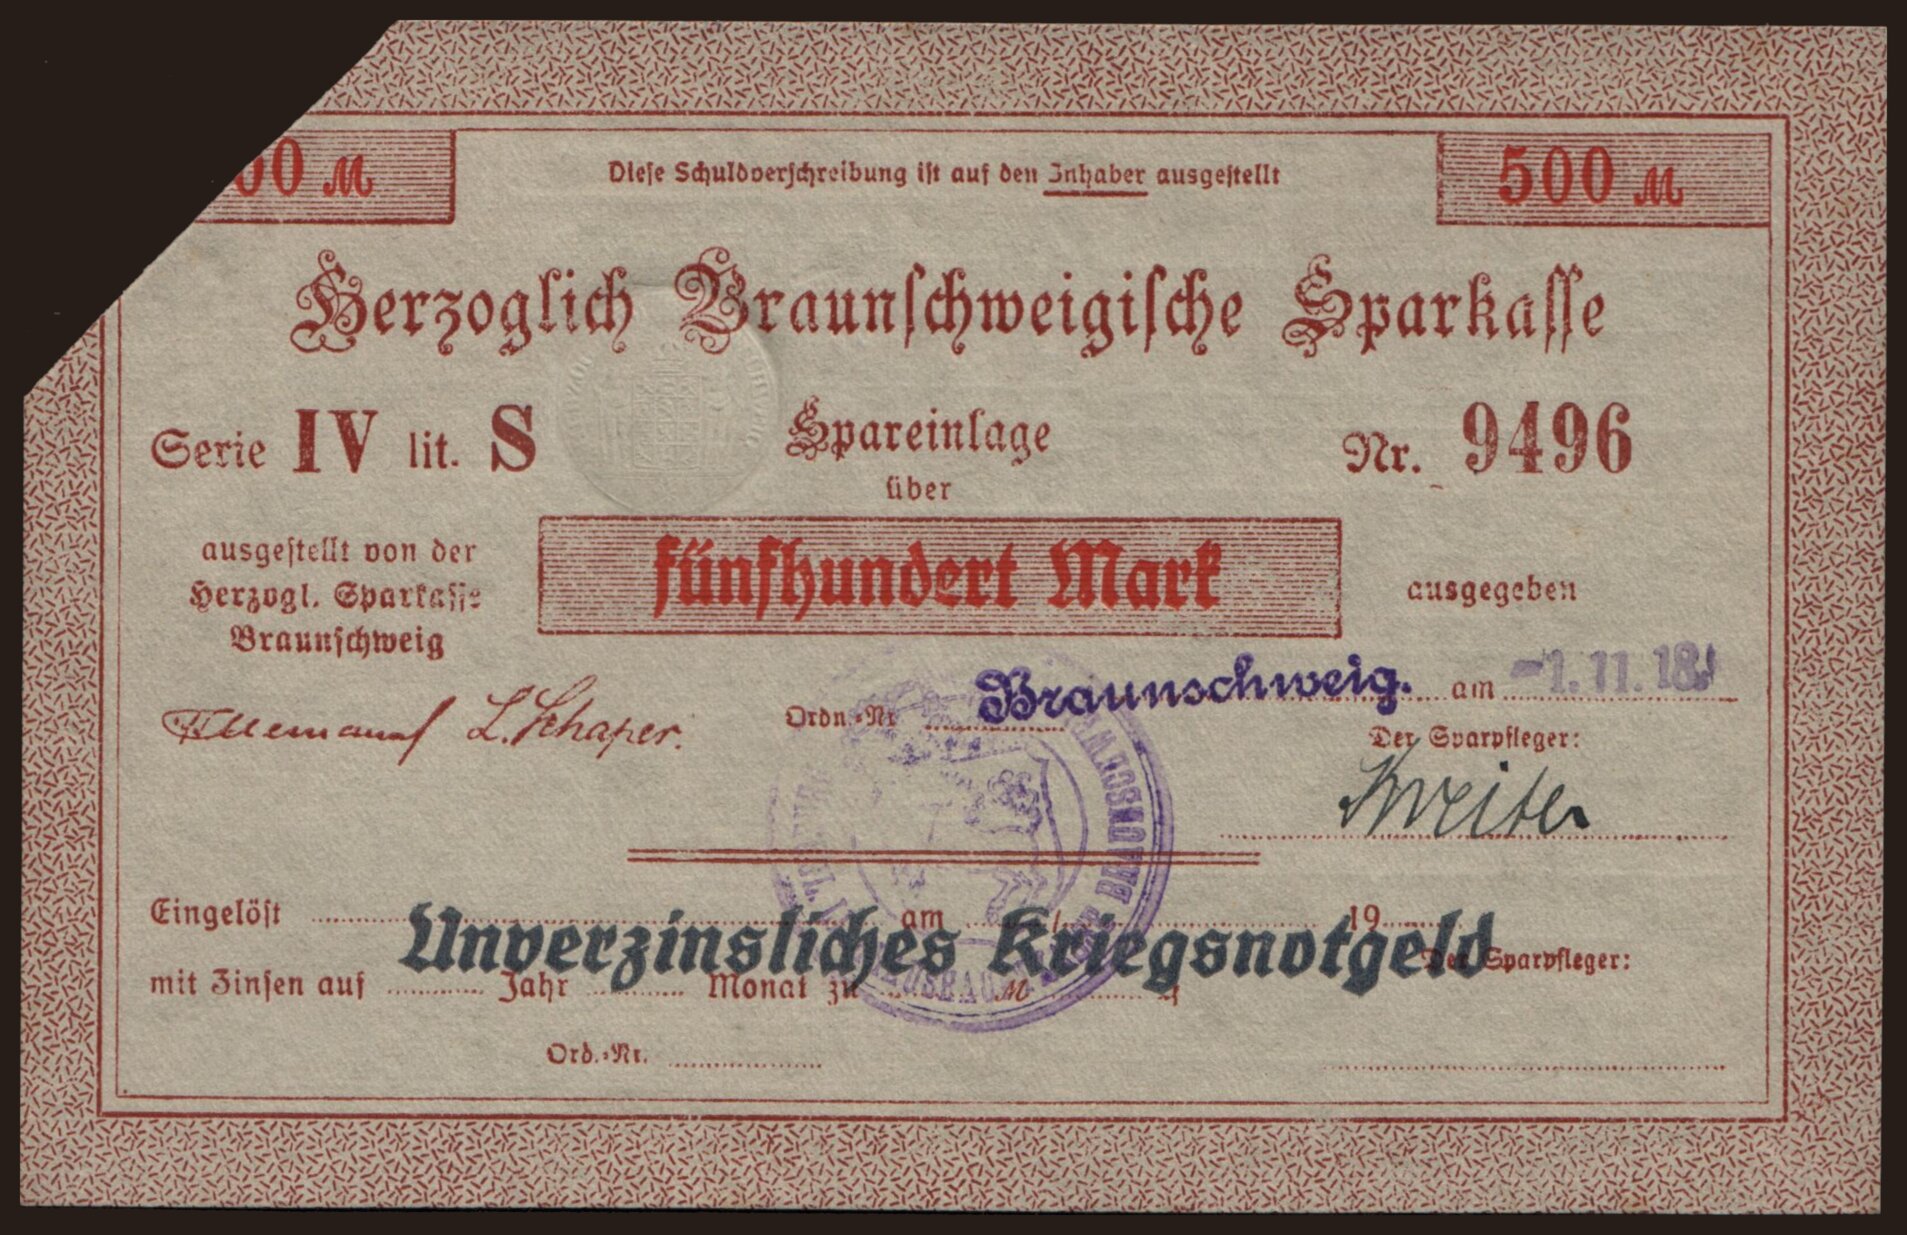 00 M
Diese Schuldverschreibung ist auf den Inhaber ausgestellt
500 M
Herzoglich Braunschweigische Sparkasse
Serie IV lit. S
Spareinlage
Nr. 9496
über
ausgestellt von der
Herzogl. Sparkasse
Braunschweig
fünfhundert Mark
ausgegeben
Braunschweig. am -1.11.18.
L. Schaper.
Ordn.-Nr.
Der Sparpfleger:
BRAUNSCHW
Eingelöst am 19
Unverzinsliches Kriegsnotgeld
Der Sparpfleger:
mit Zinsen auf Jahr Monat zu M
Ord.-Nr.